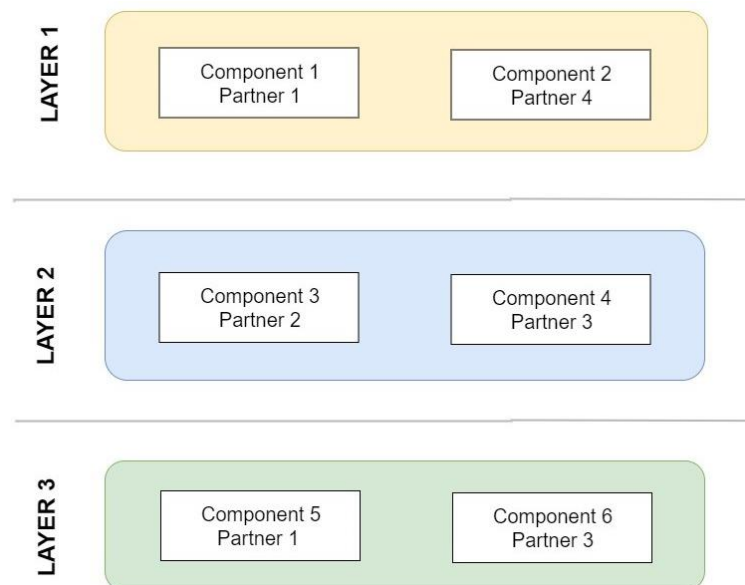 LAYER 1
Component 1
Partner 1
Component 2
Partner 4
LAYER 2
Component 3
Partner 2
Component 4
Partner 3
LAYER 3
Component 5
Partner 1
Component 6
Partner 3